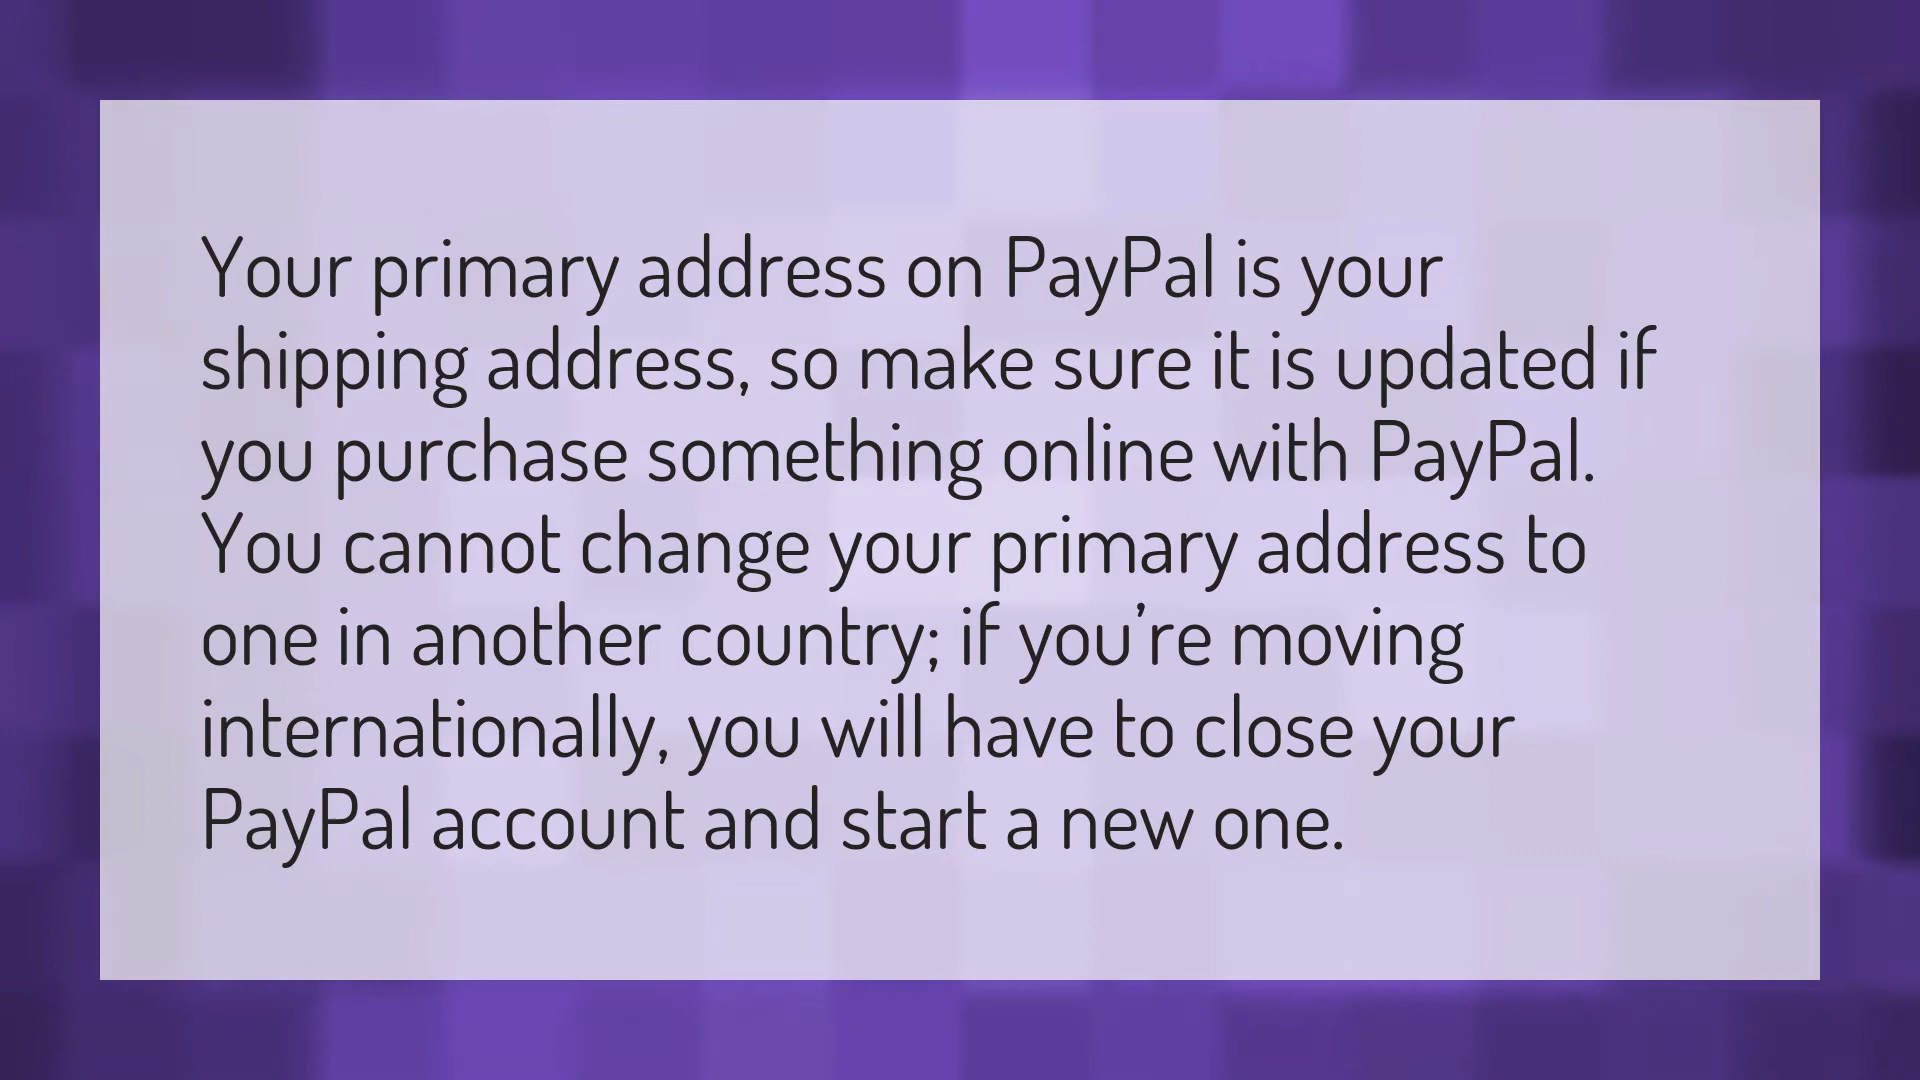 Your primary address on PayPal is your
shipping address, so make sure it is updated if
you purchase something online with PayPal.
You cannot change your primary address to
one in another country; if you’re moving
internationally, you will have to close your
PayPal account and start a new one.